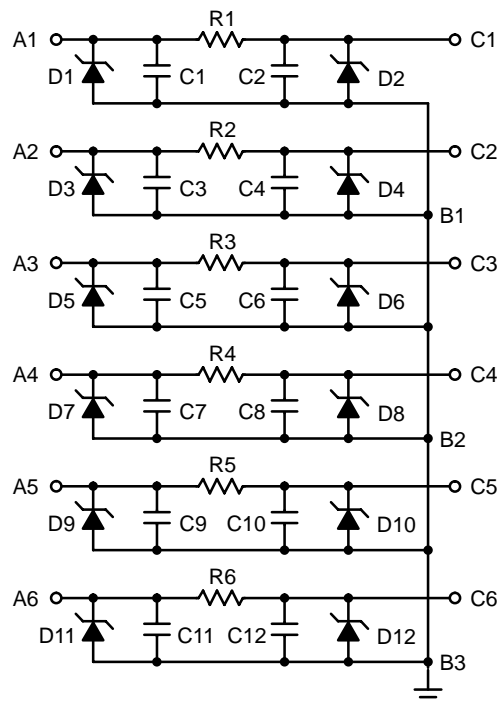 R1
A1 C1
D1 C1 C2 D2
R2
A2 C2
D3 C3 C4 D4
B1
R3
A3 C3
D5 C5 C6 D6
R4
A4 C4
D7 C7 C8 D8
B2
R5
A5 C5
D9 C9 C10 D10
R6
A6 C6
D11 C11 C12 D12
B3